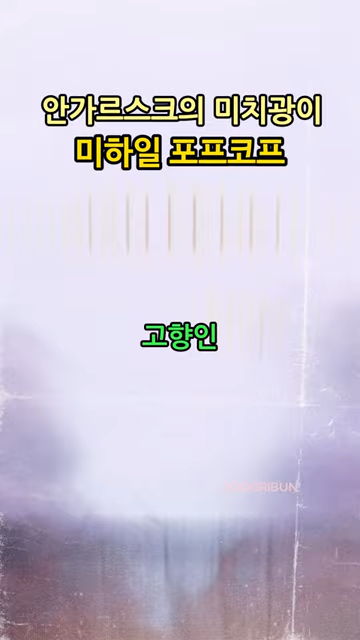 안가르스크의 미치광이
미하일 포프코프
고향인